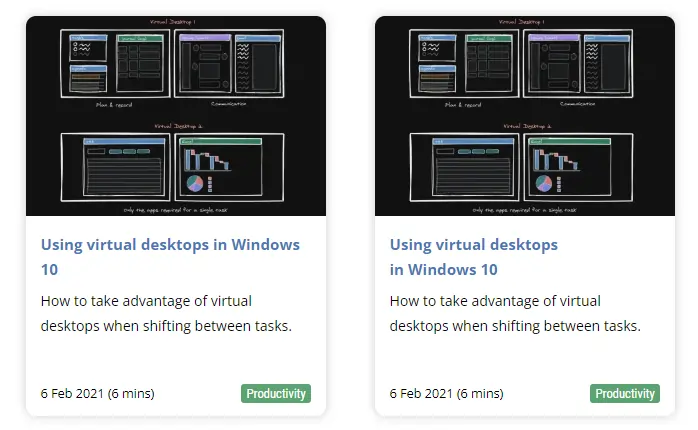 Virtual Desktop 1
Plan & record
Communication
Virtual Desktop 2
Only the apps required for a single task
Using virtual desktops in Windows
10
How to take advantage of virtual
desktops when shifting between tasks.
6 Feb 2021 (6 mins)
Productivity
Virtual Desktop 1
Plan & record
Communication
Virtual Desktop 2
Only the apps required for a single task
Using virtual desktops
in Windows 10
How to take advantage of virtual
desktops when shifting between tasks.
6 Feb 2021 (6 mins)
Productivity